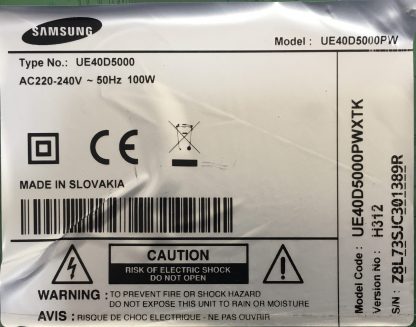 SAMSUNG
Model : UE40D5000PW
Type No.: UE40D5000
AC220-240V ~ 50Hz 100W
CE
MADE IN SLOVAKIA
CAUTION
RISK OF ELECTRIC SHOCK
DO NOT OPEN
WARNING : TO PREVENT FIRE OR SHOCK HAZARD
DO NOT EXPOSE THIS UNIT TO RAIN OR MOISTURE
AVIS : RISQUE DE CHOC ELECTRIQUE - NE PAS OUVRIR
Model Code : UE40D5000PWXTK
Version No : H312
S/N : Z8L73SJC301389R